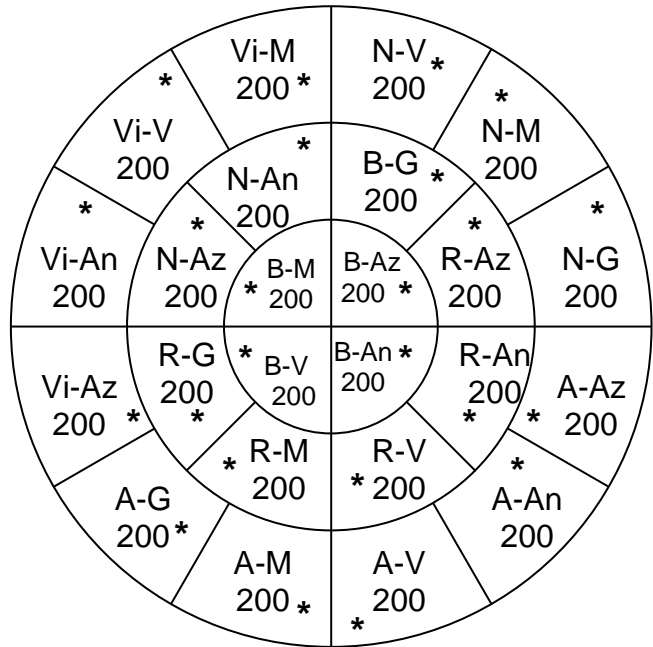 Vi-M
200 *
N-V *
200
*
Vi-V
200
*
N-M
200
*
N-An
200
B-G *
200
*
Vi-An
200
*
N-Az
200
B-M
* 200
B-Az
200 *
*
R-Az
200
*
N-G
200
Vi-Az
200 *
R-G
200
*
*
B-V
200
B-An *
200
R-An
200
*
A-Az
* 200
A-G
200 *
R-M
* 200
R-V
* 200
*
A-An
200
A-M
200 *
A-V
200
*